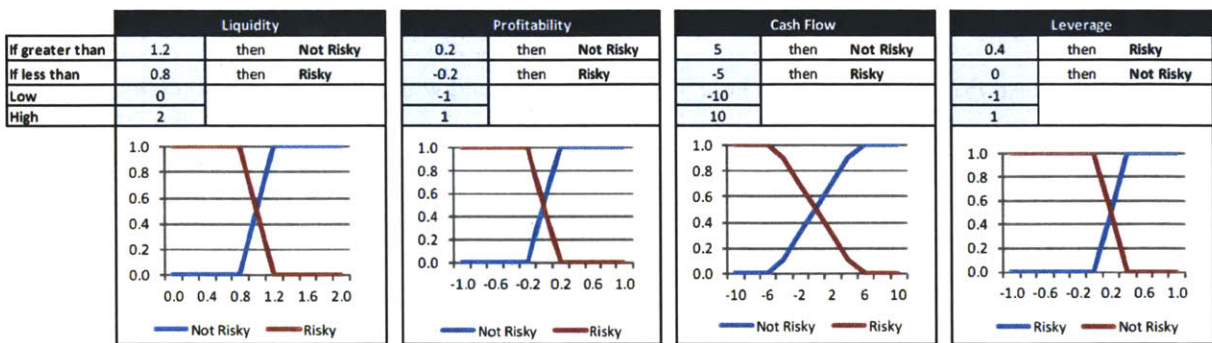 Liquidity Profitability Cash Flow Leverage
If greater than 1.2 then Not Risky 0.2 then Not Risky 5 then Not Risky 0.4 then Risky
If less than 0.8 then Risky -0.2 then Risky -5 then Risky 0 then Not Risky
Low 0 -1 -10 -1
High 2 1 10 1
1.0 1.0 1.0 1.0
0.8 0.8 0.8 0.8
0.6 0.6 0.6 0.6
0.4 0.4 0.4 0.4
0.2 0.2 0.2 0.2
0.0 0.0 0.0 0.0
0.0 0.4 0.8 1.2 1.6 2.0 -1.0 -0.6 -0.2 0.2 0.6 1.0 -10 -6 -2 2 6 10 -1.0 -0.6 -0.2 0.2 0.6 1.0
Not Risky Risky Not Risky Risky Not Risky Risky Risky Not Risky